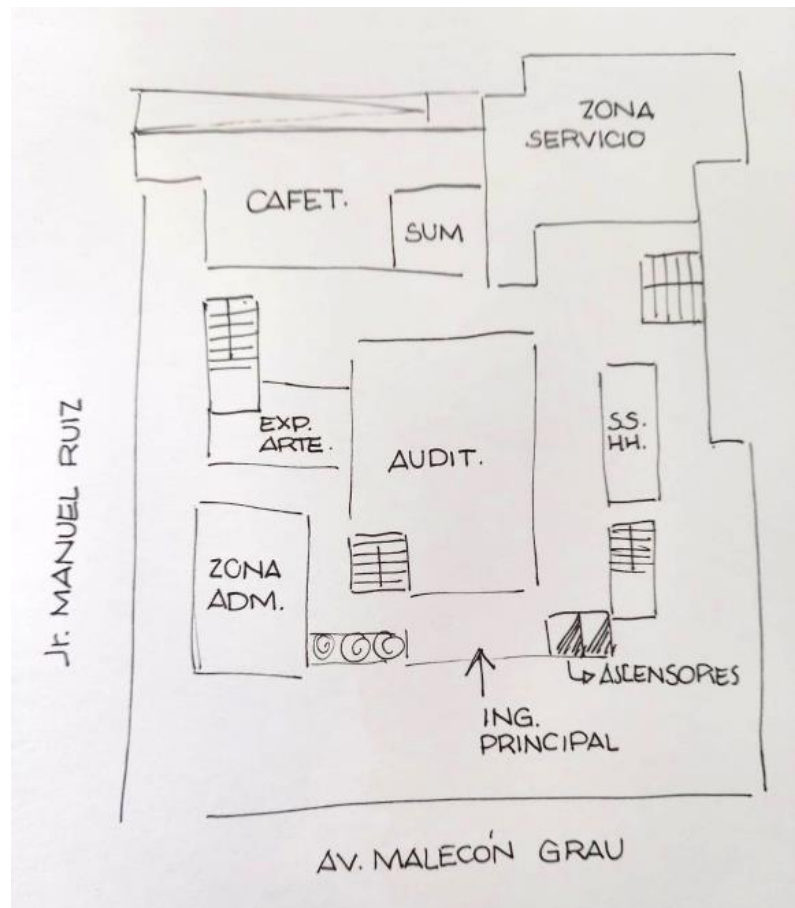 ZONA
SERVICIO
CAFET.
SUM
EXP.
ARTE.
AUDIT.
SS.
HH.
ZONA
ADM.
ASCENSORES
ING.
PRINCIPAL
Jr. MANUEL RUIZ
AV. MALECÓN GRAU